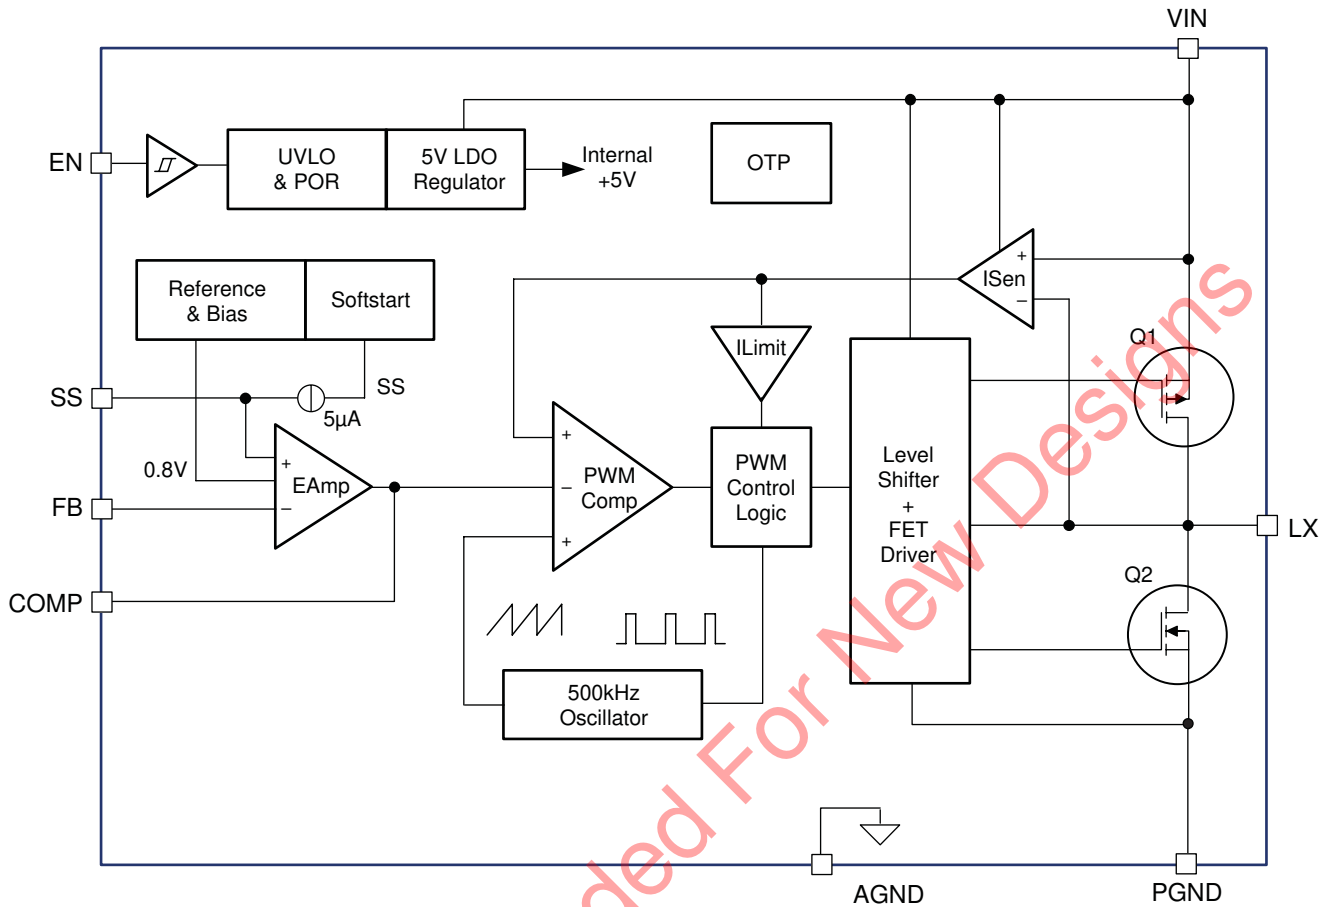 VIN
EN
UVLO
& POR
5V LDO
Regulator
Internal
+5V
OTP
Reference
& Bias
Softstart
+
ISen
−
ILimit
Q1
SS
SS
5µA
0.8V
+
EAmp
−
FB
+
−
PWM
Comp
+
PWM
Control
Logic
Level
Shifter
+
FET
Driver
LX
Q2
COMP
500kHz
Oscillator
AGND
PGND
ded For New Designs